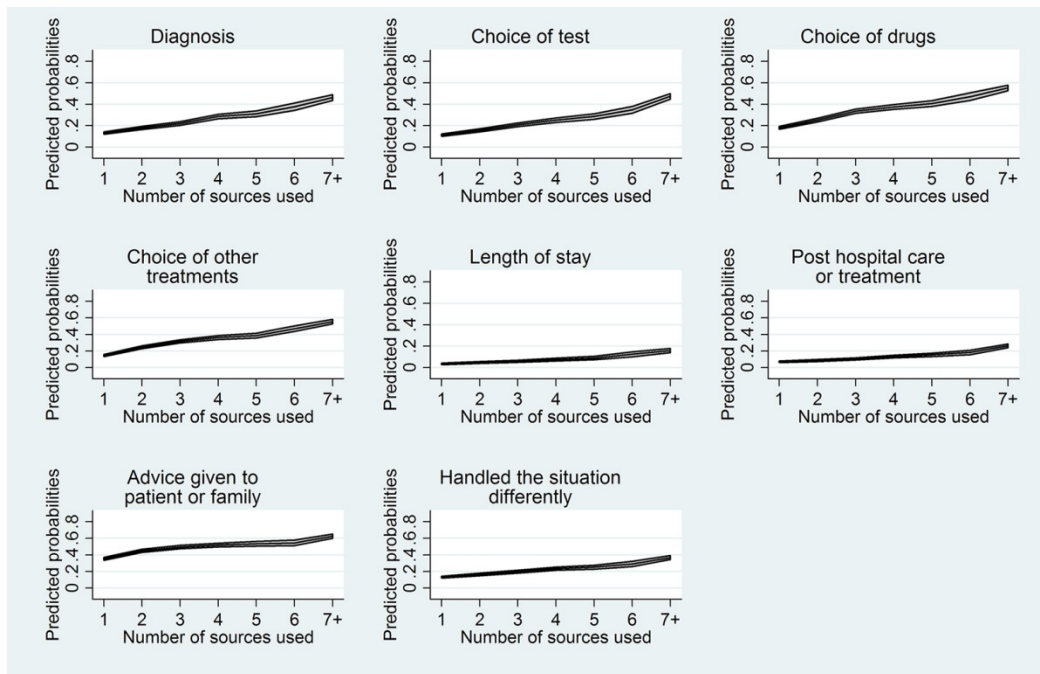 Diagnosis
Predicted probabilities
0 .2 .4 .6 .8
1 2 3 4 5 6 7+
Number of sources used
Choice of test
Predicted probabilities
0 .2 .4 .6 .8
1 2 3 4 5 6 7+
Number of sources used
Choice of drugs
Predicted probabilities
0 .2 .4 .6 .8
1 2 3 4 5 6 7+
Number of sources used
Choice of other
treatments
Predicted probabilities
0 .2 .4 .6 .8
1 2 3 4 5 6 7+
Number of sources used
Length of stay
Predicted probabilities
0 .2 .4 .6 .8
1 2 3 4 5 6 7+
Number of sources used
Post hospital care
or treatment
Predicted probabilities
0 .2 .4 .6 .8
1 2 3 4 5 6 7+
Number of sources used
Advice given to
patient or family
Predicted probabilities
0 .2 .4 .6 .8
1 2 3 4 5 6 7+
Number of sources used
Handled the situation
differently
Predicted probabilities
0 .2 .4 .6 .8
1 2 3 4 5 6 7+
Number of sources used